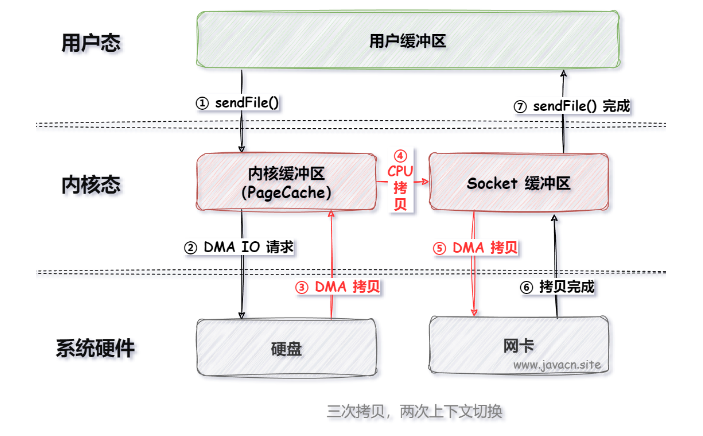 用户态
用户缓冲区
① sendFile()
⑦ sendFile() 完成
内核态
内核缓冲区
(PageCache)
④
CPU
拷
贝
Socket 缓冲区
② DMA IO 请求
③ DMA 拷贝
⑤ DMA 拷贝
⑥ 拷贝完成
系统硬件
硬盘
网卡
www.javacn.site
三次拷贝，两次上下文切换